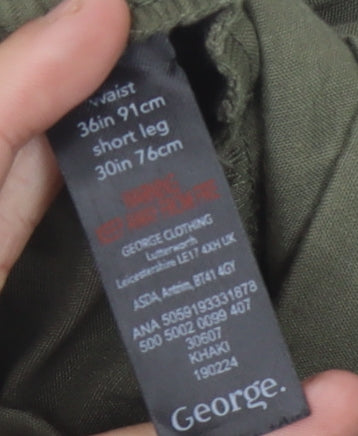 waist
36in 91cm
short leg
30in 76cm
GEORGE CLOTHING
Lutterworth
Leicestershire LE17 4XH UK
ASDA, Antrim, BT41 4GY
ANA 5059193331878
500 5002 0099 407
30607
KHAKI
190224
George.